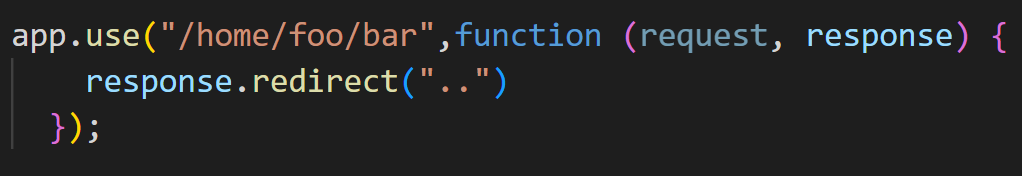 app.use("/home/foo/bar",function (request, response) {
    response.redirect("..")
  });